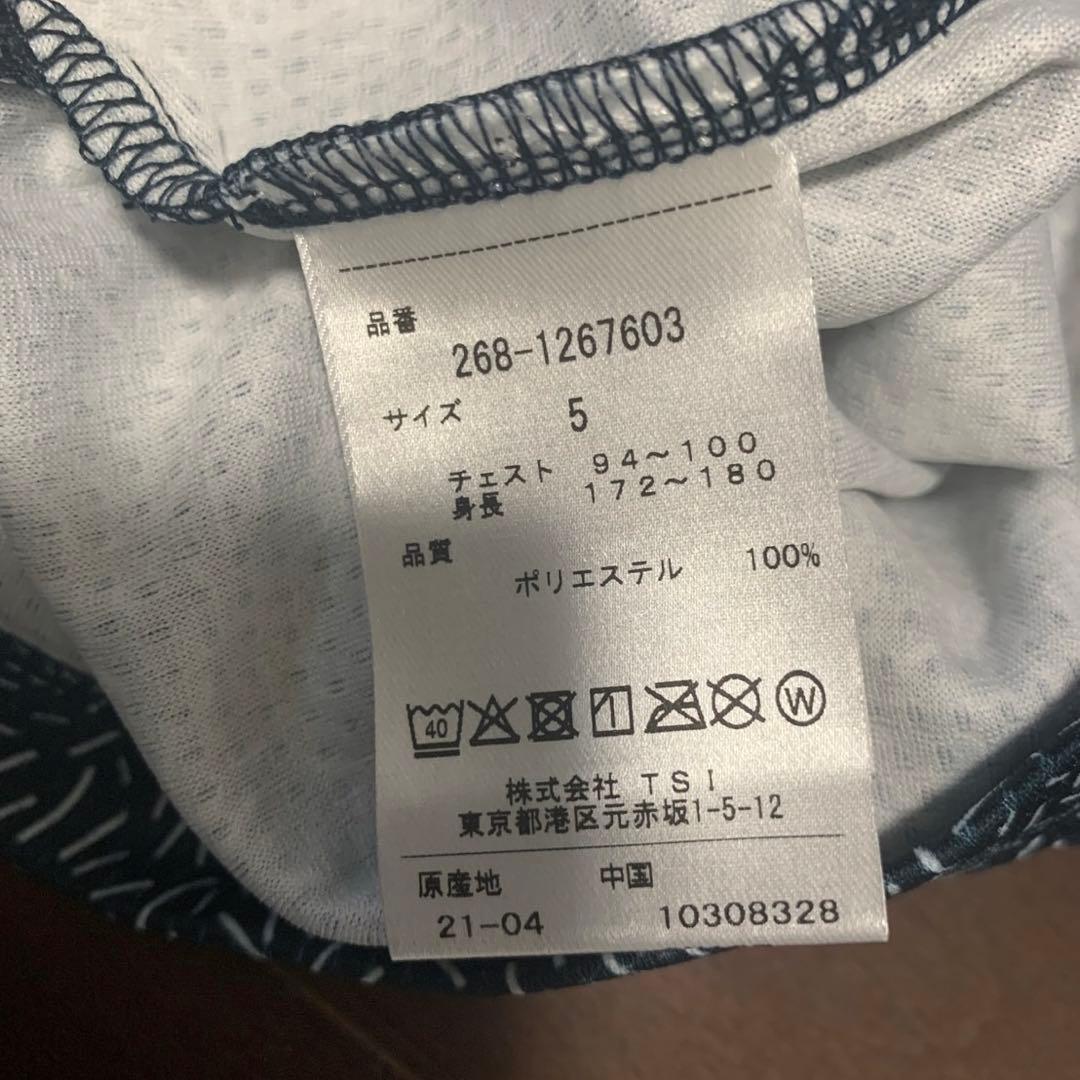 品番
268-1267603
サイズ 5
チェスト 94～100
身長 172～180
品質
ポリエステル 100%
40 W
株式会社 TSI
東京都港区元赤坂1-5-12
原産地 中国
21-04 10308328